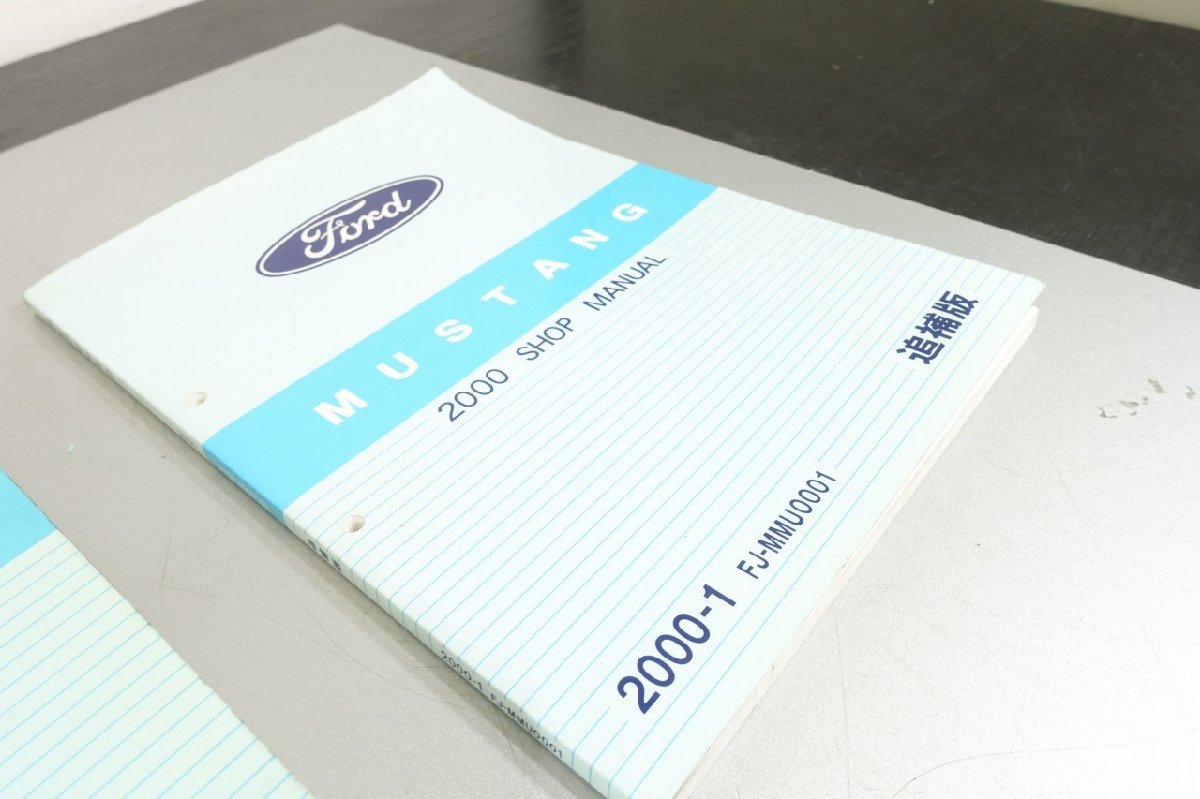 Ford
MUSTANG
2000 SHOP MANUAL
追補版
2000-1 FJ-MMU0001
2000-1 FJ-MMU0001